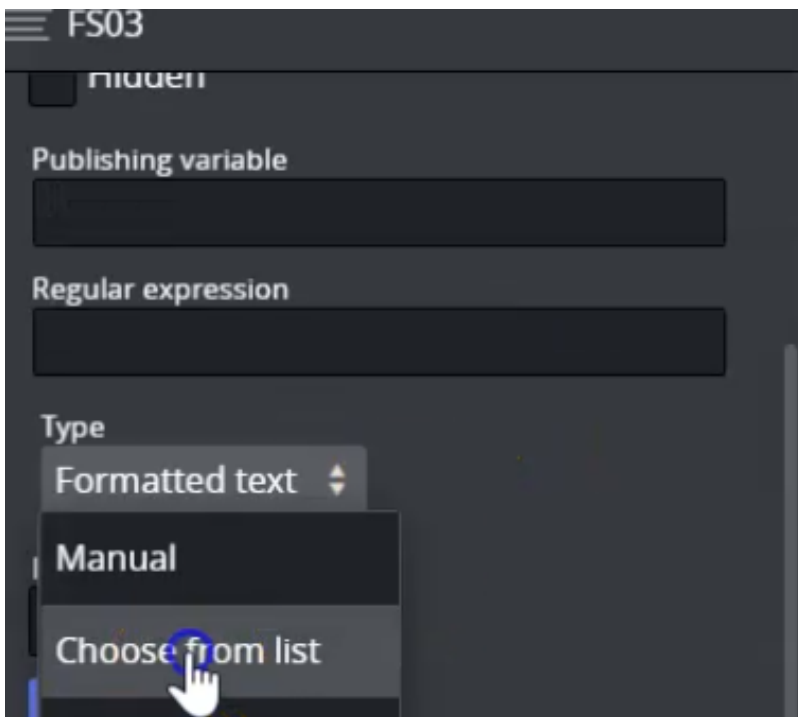 FS03
Hidden
Publishing variable
Regular expression
Type
Formatted text
Manual
Choose from list